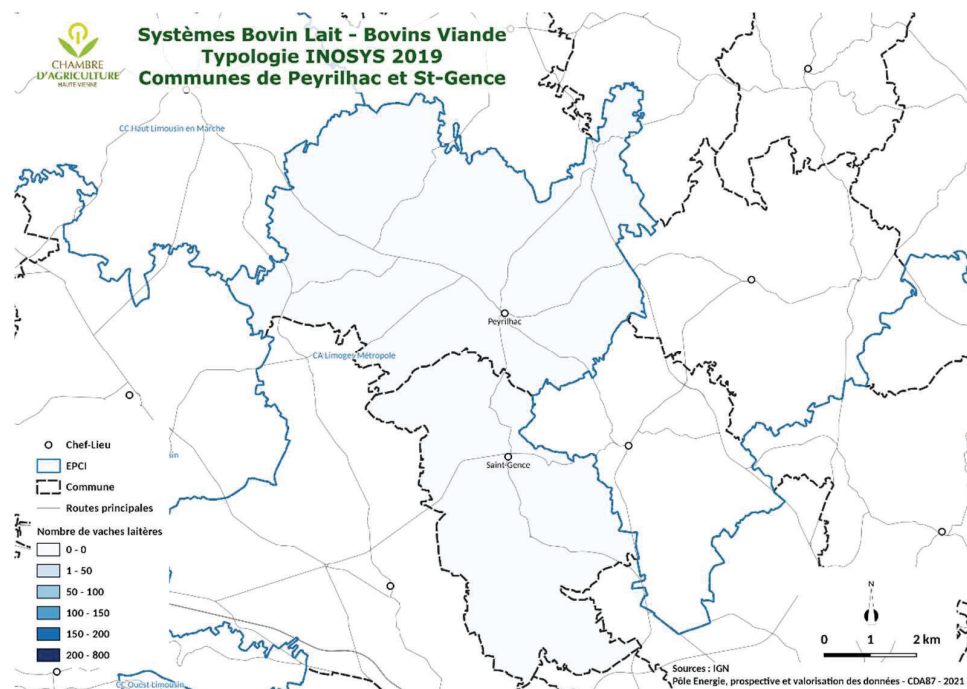 CHAMBRE
D'AGRICULTURE
HAUTE-VIENNE
Systèmes Bovin Lait - Bovins Viande
Typologie INOSYS 2019
Communes de Peyrilhac et St-Gence
CC Haut Limousin en Marche
Peyrilhac
CA Limoges Métropole
Saint-Gence
Chef-Lieu
EPCI
Commune
Routes principales
Nombre de vaches laitières
0 - 0
1 - 50
50 - 100
100 - 150
150 - 200
200 - 800
CC Ouest Limousin
N
0 1 2 km
Sources : IGN
Pôle Energie, prospective et valorisation des données - CDA87 - 2021